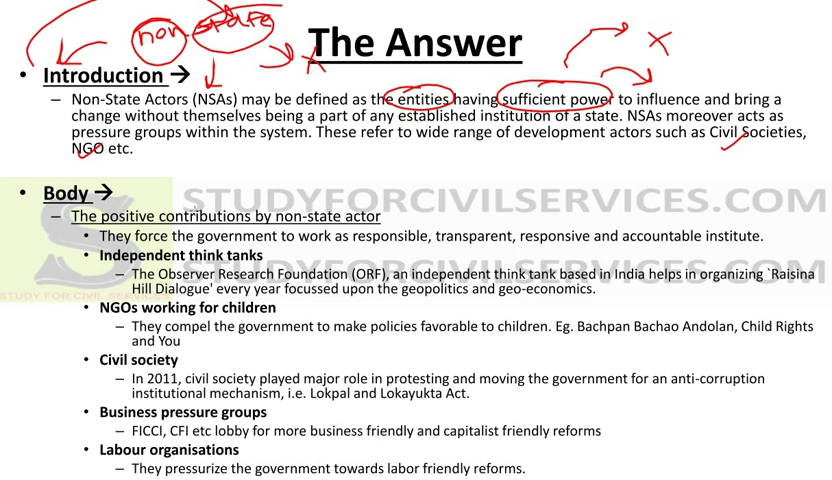 non state
The Answer
• Introduction →
– Non-State Actors (NSAs) may be defined as the entities having sufficient power to influence and bring a
change without themselves being a part of any established institution of a state. NSAs moreover acts as
pressure groups within the system. These refer to wide range of development actors such as Civil Societies,
NGO etc.
• Body →
STUDYFORCIVILSERVICES.COM
– The positive contributions by non-state actor
• They force the government to work as responsible, transparent, responsive and accountable institute.
• Independent think tanks
STUDYFORCIVILSERVICES.COM
– The Observer Research Foundation (ORF), an independent think tank based in India helps in organizing `Raisina
Hill Dialogue' every year focussed upon the geopolitics and geo-economics.
STUDY FOR CIVIL SERVICES
• NGOs working for children
– They compel the government to make policies favorable to children. Eg. Bachpan Bachao Andolan, Child Rights
and You
• Civil society
– In 2011, civil society played major role in protesting and moving the government for an anti-corruption
institutional mechanism, i.e. Lokpal and Lokayukta Act.
• Business pressure groups
– FICCI, CFI etc lobby for more business friendly and capitalist friendly reforms
• Labour organisations
– They pressurize the government towards labor friendly reforms.